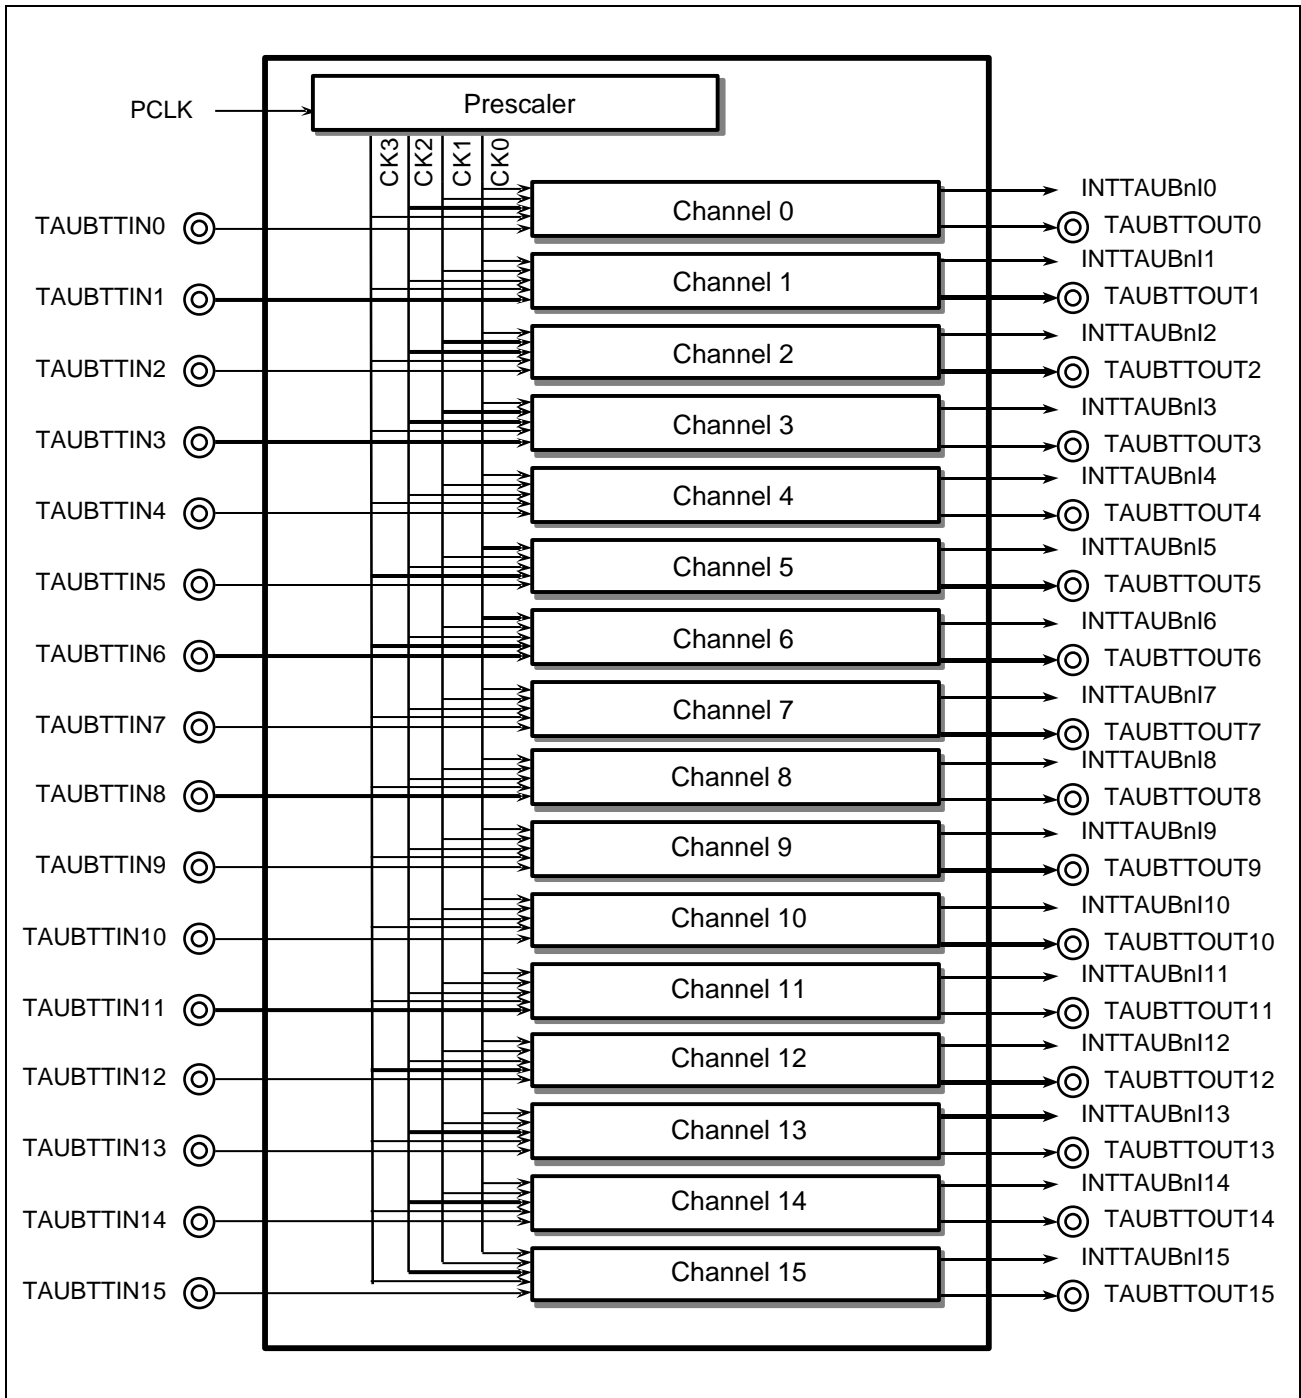 PCLK
Prescaler
CK3
CK2
CK1
CK0
TAUBTTIN0
Channel 0
INTTAUBnI0
TAUBTTOUT0
TAUBTTIN1
Channel 1
INTTAUBnI1
TAUBTTOUT1
TAUBTTIN2
Channel 2
INTTAUBnI2
TAUBTTOUT2
TAUBTTIN3
Channel 3
INTTAUBnI3
TAUBTTOUT3
TAUBTTIN4
Channel 4
INTTAUBnI4
TAUBTTOUT4
TAUBTTIN5
Channel 5
INTTAUBnI5
TAUBTTOUT5
TAUBTTIN6
Channel 6
INTTAUBnI6
TAUBTTOUT6
TAUBTTIN7
Channel 7
INTTAUBnI7
TAUBTTOUT7
TAUBTTIN8
Channel 8
INTTAUBnI8
TAUBTTOUT8
TAUBTTIN9
Channel 9
INTTAUBnI9
TAUBTTOUT9
TAUBTTIN10
Channel 10
INTTAUBnI10
TAUBTTOUT10
TAUBTTIN11
Channel 11
INTTAUBnI11
TAUBTTOUT11
TAUBTTIN12
Channel 12
INTTAUBnI12
TAUBTTOUT12
TAUBTTIN13
Channel 13
INTTAUBnI13
TAUBTTOUT13
TAUBTTIN14
Channel 14
INTTAUBnI14
TAUBTTOUT14
TAUBTTIN15
Channel 15
INTTAUBnI15
TAUBTTOUT15